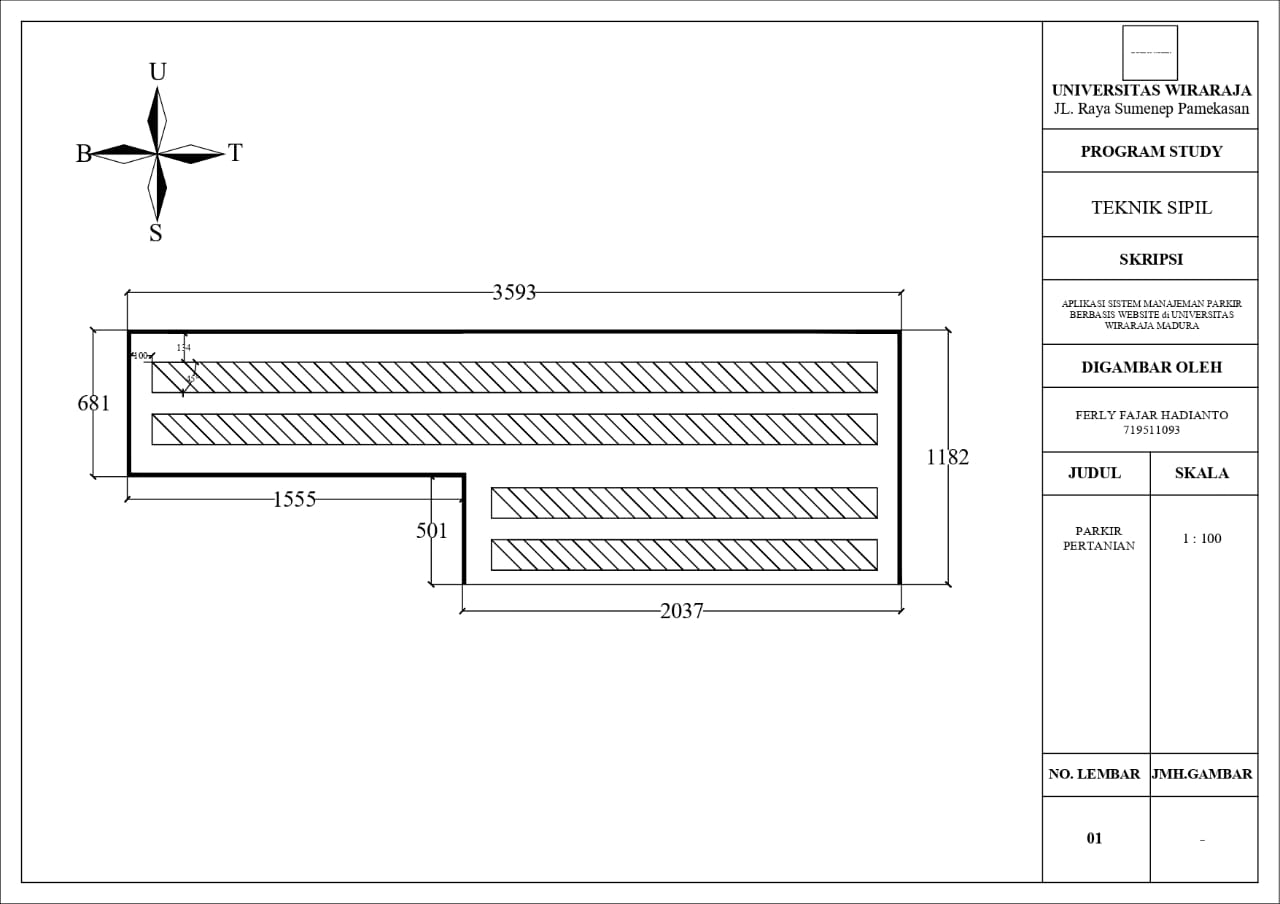 U
B
T
S
3593
134
100
45°
681
1182
1555
501
2037
UNIVERSITAS WIRARAJA
JL. Raya Sumenep Pamekasan
PROGRAM STUDY
TEKNIK SIPIL
SKRIPSI
APLIKASI SISTEM MANAJEMAN PARKIR
BERBASIS WEBSITE di UNIVERSITAS
WIRARAJA MADURA
DIGAMBAR OLEH
FERLY FAJAR HADIANTO
719511093
JUDUL
SKALA
PARKIR
PERTANIAN
1 : 100
NO. LEMBAR
JMH.GAMBAR
01
-